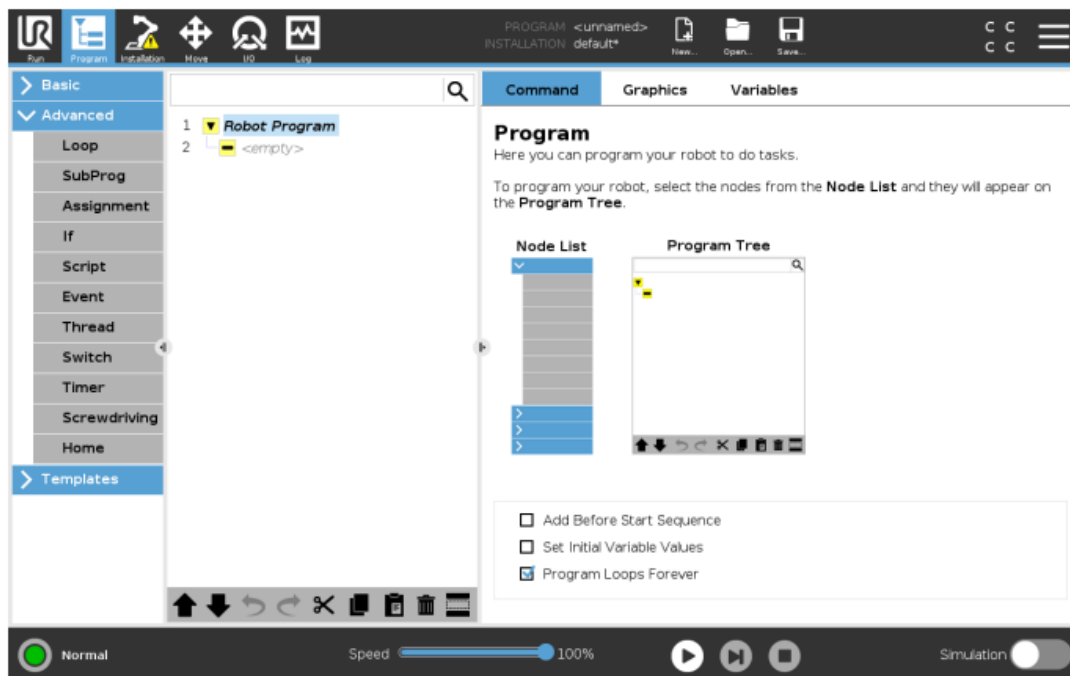 UR
PROGRAM <unnamed>
INSTALLATION default*
New... Open... Save...
C C
C C
Run Program Installation Move I/O Log
Basic
Advanced
Loop
SubProg
Assignment
If
Script
Event
Thread
Switch
Timer
Screwdriving
Home
Templates
1 Robot Program
2 <empty>
Command Graphics Variables
Program
Here you can program your robot to do tasks.
To program your robot, select the nodes from the Node List and they will appear on
the Program Tree.
Node List Program Tree
Add Before Start Sequence
Set Initial Variable Values
Program Loops Forever
Normal Speed 100% Simulation